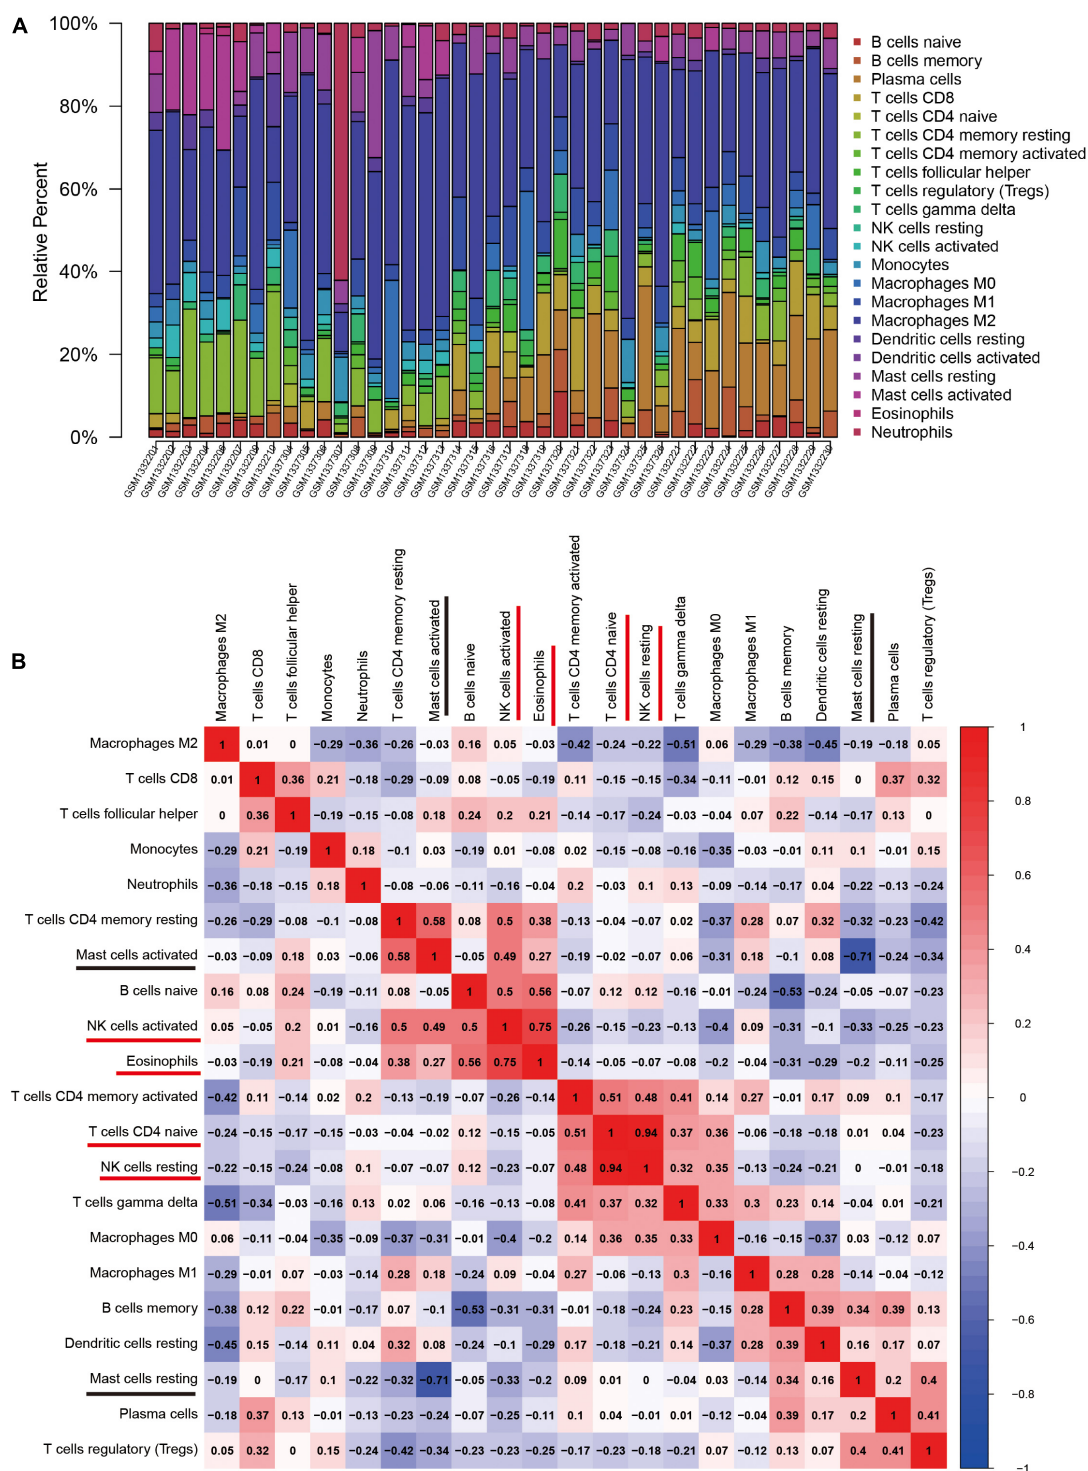 A
100%
80%
60%
40%
20%
0%
Relative Percent
GSM1332201
GSM1332202
GSM1332203
GSM1332204
GSM1332207
GSM1332210
GSM1337304
GSM1337305
GSM1337306
GSM1337307
GSM1337308
GSM1337309
GSM1337310
GSM1337311
GSM1337312
GSM1337313
GSM1337314
GSM1337315
GSM1337316
GSM1337317
GSM1337318
GSM1337319
GSM1337320
GSM1337321
GSM1337322
GSM1337323
GSM1337324
GSM1337325
GSM1337326
GSM1332221
GSM1332222
GSM1332223
GSM1332224
GSM1332225
GSM1332226
GSM1332227
GSM1332228
GSM1332229
GSM1332230
B cells naive
B cells memory
Plasma cells
T cells CD8
T cells CD4 naive
T cells CD4 memory resting
T cells CD4 memory activated
T cells follicular helper
T cells regulatory (Tregs)
T cells gamma delta
NK cells resting
NK cells activated
Monocytes
Macrophages M0
Macrophages M1
Macrophages M2
Dendritic cells resting
Dendritic cells activated
Mast cells resting
Mast cells activated
Eosinophils
Neutrophils
B
Macrophages M2
T cells CD8
T cells follicular helper
Monocytes
Neutrophils
T cells CD4 memory resting
Mast cells activated
B cells naive
NK cells activated
Eosinophils
T cells CD4 memory activated
T cells CD4 naive
NK cells resting
T cells gamma delta
Macrophages M0
Macrophages M1
B cells memory
Dendritic cells resting
Mast cells resting
Plasma cells
T cells regulatory (Tregs)
Macrophages M2 1 0.01 0 −0.29 −0.36 −0.26 −0.03 0.16 0.05 −0.03 −0.42 −0.24 −0.22 −0.51 0.06 −0.29 −0.38 −0.45 −0.19 −0.18 0.05
T cells CD8 0.01 1 0.36 0.21 −0.18 −0.29 −0.09 0.08 −0.05 −0.19 0.11 −0.15 −0.15 −0.34 −0.11 −0.01 0.12 0.15 0 0.37 0.32
T cells follicular helper 0 0.36 1 −0.19 −0.15 −0.08 0.18 0.24 0.2 0.21 −0.14 −0.17 −0.24 −0.03 −0.04 0.07 0.22 −0.14 −0.17 0.13 0
Monocytes −0.29 0.21 −0.19 1 0.18 −0.1 0.03 −0.19 0.01 −0.08 0.02 −0.15 −0.08 −0.16 −0.35 −0.03 −0.01 0.11 0.1 −0.01 0.15
Neutrophils −0.36 −0.18 −0.15 0.18 1 −0.08 −0.06 −0.11 −0.16 −0.04 0.2 −0.03 0.1 0.13 −0.09 −0.14 −0.17 0.04 −0.22 −0.13 −0.24
T cells CD4 memory resting −0.26 −0.29 −0.08 −0.1 −0.08 1 0.58 0.08 0.5 0.38 −0.13 −0.04 −0.07 0.02 −0.37 0.28 0.07 0.32 −0.32 −0.23 −0.42
Mast cells activated −0.03 −0.09 0.18 0.03 −0.06 0.58 1 −0.05 0.49 0.27 −0.19 −0.02 −0.07 0.06 −0.31 0.18 −0.1 0.08 −0.71 −0.24 −0.34
B cells naive 0.16 0.08 0.24 −0.19 −0.11 0.08 −0.05 1 0.5 0.56 −0.07 0.12 0.12 −0.16 −0.01 −0.24 −0.53 −0.24 −0.05 −0.07 −0.23
NK cells activated 0.05 −0.05 0.2 0.01 −0.16 0.5 0.49 0.5 1 0.75 −0.26 −0.15 −0.23 −0.13 −0.4 0.09 −0.31 −0.1 −0.33 −0.25 −0.23
Eosinophils −0.03 −0.19 0.21 −0.08 −0.04 0.38 0.27 0.56 0.75 1 −0.14 −0.05 −0.07 −0.08 −0.2 −0.04 −0.31 −0.29 −0.2 −0.11 −0.25
T cells CD4 memory activated −0.42 0.11 −0.14 0.02 0.2 −0.13 −0.19 −0.07 −0.26 −0.14 1 0.51 0.48 0.41 0.14 0.27 −0.01 0.17 0.09 0.1 −0.17
T cells CD4 naive −0.24 −0.15 −0.17 −0.15 −0.03 −0.04 −0.02 0.12 −0.15 −0.05 0.51 1 0.94 0.37 0.36 −0.06 −0.18 −0.18 0.01 0.04 −0.23
NK cells resting −0.22 −0.15 −0.24 −0.08 0.1 −0.07 −0.07 0.12 −0.23 −0.07 0.48 0.94 1 0.32 0.35 −0.13 −0.24 −0.21 0 −0.01 −0.18
T cells gamma delta −0.51 −0.34 −0.03 −0.16 0.13 0.02 0.06 −0.16 −0.13 −0.08 0.41 0.37 0.32 1 0.33 0.3 0.23 0.14 −0.04 0.01 −0.21
Macrophages M0 0.06 −0.11 −0.04 −0.35 −0.09 −0.37 −0.31 −0.01 −0.4 −0.2 0.14 0.36 0.35 0.33 1 −0.16 −0.15 −0.37 0.03 −0.12 0.07
Macrophages M1 −0.29 −0.01 0.07 −0.03 −0.14 0.28 0.18 −0.24 0.09 −0.04 0.27 −0.06 −0.13 0.3 −0.16 1 0.28 0.28 −0.14 −0.04 −0.12
B cells memory −0.38 0.12 0.22 −0.01 −0.17 0.07 −0.1 −0.53 −0.31 −0.31 −0.01 −0.18 −0.24 0.23 −0.15 0.28 1 0.39 0.34 0.39 0.13
Dendritic cells resting −0.45 0.15 −0.14 0.11 0.04 0.32 0.08 −0.24 −0.1 −0.29 0.17 −0.18 −0.21 0.14 −0.37 0.28 0.39 1 0.16 0.17 0.07
Mast cells resting −0.19 0 −0.17 0.1 −0.22 −0.32 −0.71 −0.05 −0.33 −0.2 0.09 0.01 0 −0.04 0.03 −0.14 0.34 0.16 1 0.2 0.4
Plasma cells −0.18 0.37 0.13 −0.01 −0.13 −0.23 −0.24 −0.07 −0.25 −0.11 0.1 0.04 −0.01 0.01 −0.12 −0.04 0.39 0.17 0.2 1 0.41
T cells regulatory (Tregs) 0.05 0.32 0 0.15 −0.24 −0.42 −0.34 −0.23 −0.23 −0.25 −0.17 −0.23 −0.18 −0.21 0.07 −0.12 0.13 0.07 0.4 0.41 1
1
0.8
0.6
0.4
0.2
0
−0.2
−0.4
−0.6
−0.8
−1